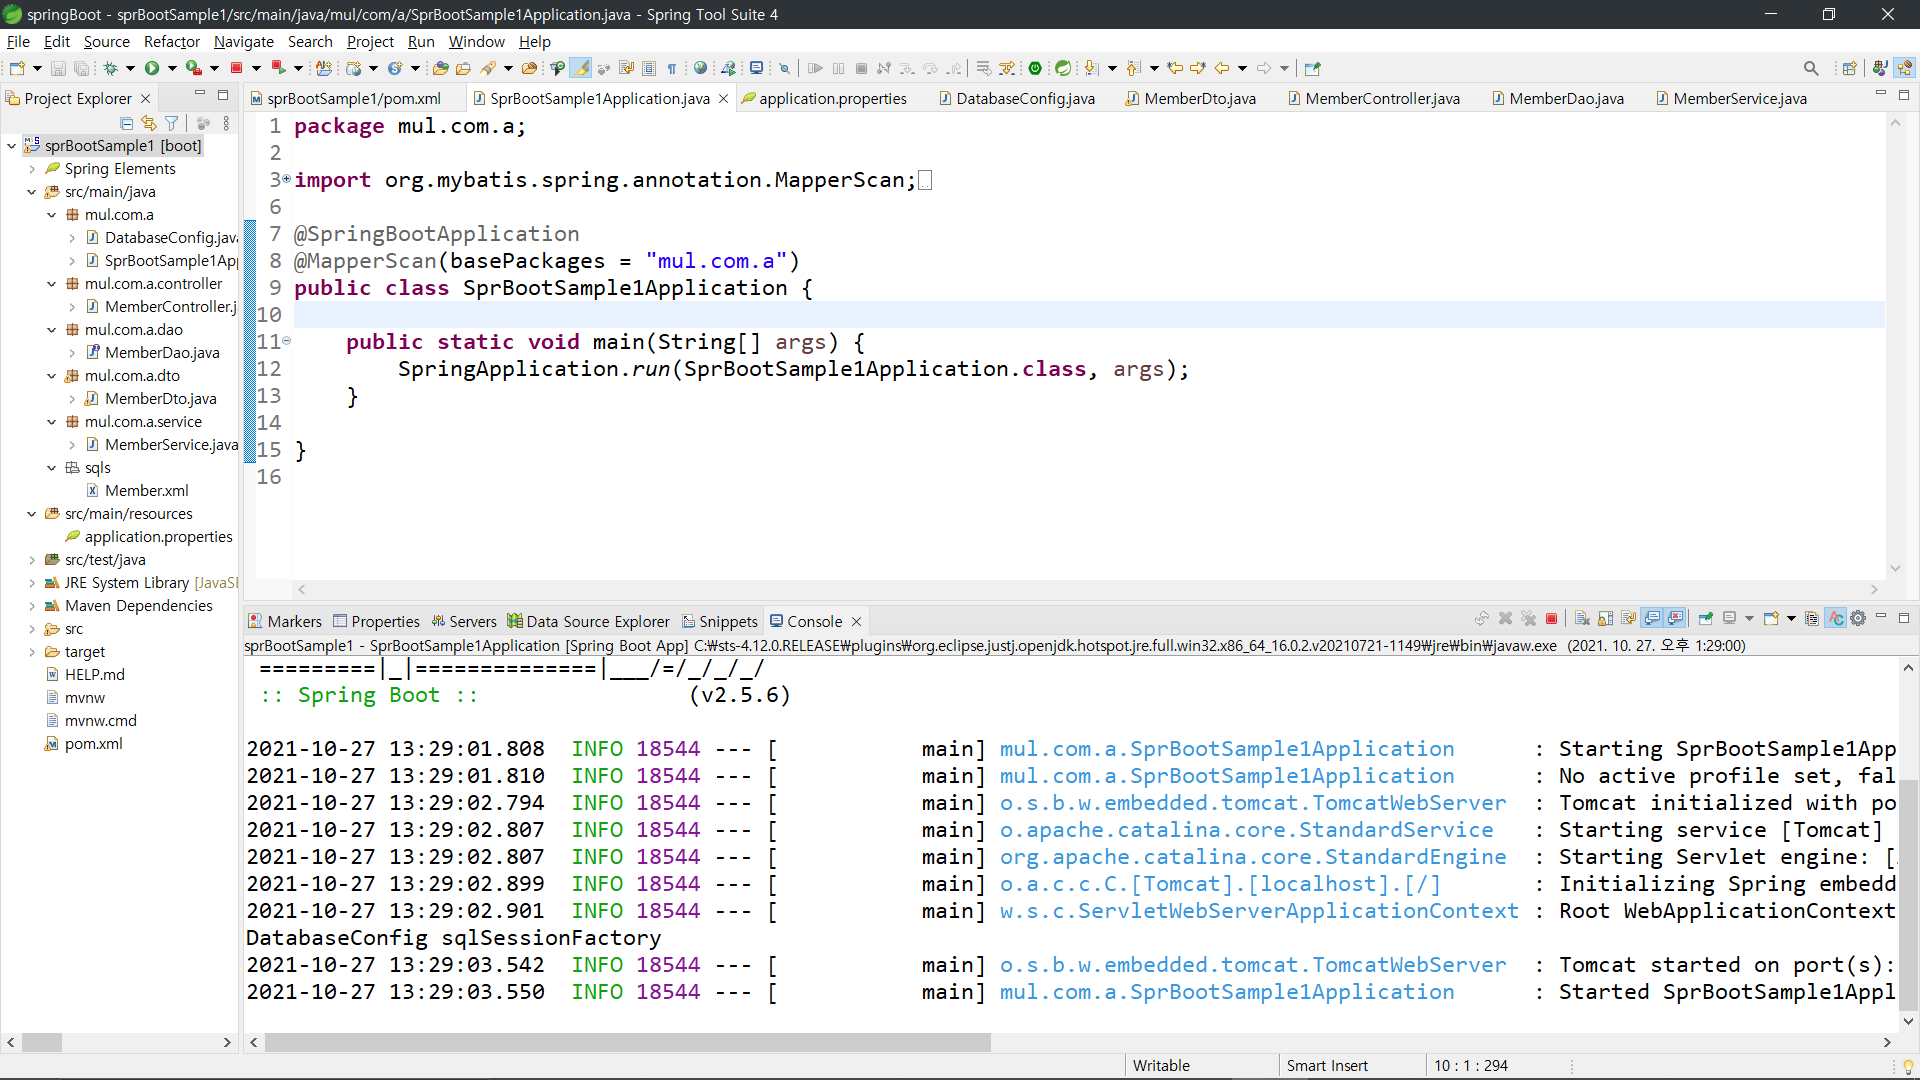 springBoot - sprBootSample1/src/main/java/mul/com/a/SprBootSample1Application.java - Spring Tool Suite 4
File Edit Source Refactor Navigate Search Project Run Window Help
Project Explorer
sprBootSample1 [boot]
Spring Elements
src/main/java
mul.com.a
DatabaseConfig.java
SprBootSample1Ap
mul.com.a.controller
MemberController.j
mul.com.a.dao
MemberDao.java
mul.com.a.dto
MemberDto.java
mul.com.a.service
MemberService.java
sqls
Member.xml
src/main/resources
application.properties
src/test/java
JRE System Library [JavaSE
Maven Dependencies
src
target
HELP.md
mvnw
mvnw.cmd
pom.xml
sprBootSample1/pom.xml SprBootSample1Application.java application.properties DatabaseConfig.java MemberDto.java MemberController.java MemberDao.java MemberService.java
1 package mul.com.a;
2
3 import org.mybatis.spring.annotation.MapperScan;
6
7 @SpringBootApplication
8 @MapperScan(basePackages = "mul.com.a")
9 public class SprBootSample1Application {
10
11 public static void main(String[] args) {
12 SpringApplication.run(SprBootSample1Application.class, args);
13 }
14
15 }
16
Markers Properties Servers Data Source Explorer Snippets Console
sprBootSample1 - SprBootSample1Application [Spring Boot App] C:₩sts-4.12.0.RELEASE₩plugins₩org.eclipse.justj.openjdk.hotspot.jre.full.win32.x86_64_16.0.2.v20210721-1149₩jre₩bin₩javaw.exe (2021. 10. 27. 오후 1:29:00)
=========|_|==============|___/=/_/_/_/
:: Spring Boot :: (v2.5.6)
2021-10-27 13:29:01.808 INFO 18544 --- [ main] mul.com.a.SprBootSample1Application : Starting SprBootSample1App
2021-10-27 13:29:01.810 INFO 18544 --- [ main] mul.com.a.SprBootSample1Application : No active profile set, fal
2021-10-27 13:29:02.794 INFO 18544 --- [ main] o.s.b.w.embedded.tomcat.TomcatWebServer : Tomcat initialized with po
2021-10-27 13:29:02.807 INFO 18544 --- [ main] o.apache.catalina.core.StandardService : Starting service [Tomcat]
2021-10-27 13:29:02.807 INFO 18544 --- [ main] org.apache.catalina.core.StandardEngine : Starting Servlet engine: [
2021-10-27 13:29:02.899 INFO 18544 --- [ main] o.a.c.c.C.[Tomcat].[localhost].[/] : Initializing Spring embedd
2021-10-27 13:29:02.901 INFO 18544 --- [ main] w.s.c.ServletWebServerApplicationContext : Root WebApplicationContext
DatabaseConfig sqlSessionFactory
2021-10-27 13:29:03.542 INFO 18544 --- [ main] o.s.b.w.embedded.tomcat.TomcatWebServer : Tomcat started on port(s):
2021-10-27 13:29:03.550 INFO 18544 --- [ main] mul.com.a.SprBootSample1Application : Started SprBootSample1Appl
Writable Smart Insert 10 : 1 : 294